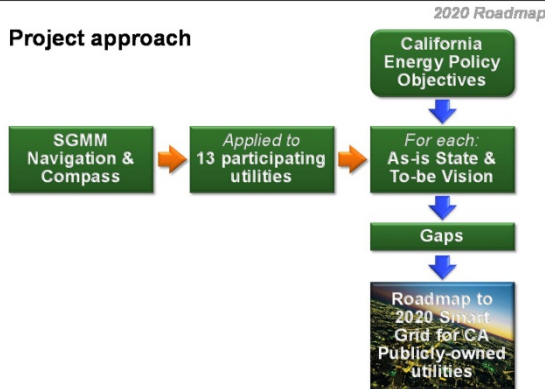 2020 Roadmap
Project approach
California
Energy Policy
Objectives
SGMM
Navigation &
Compass
Applied to
13 participating
utilities
For each:
As-is State &
To-be Vision
Gaps
Roadmap to
2020 Smart
Grid for CA
Publicly-owned
utilities